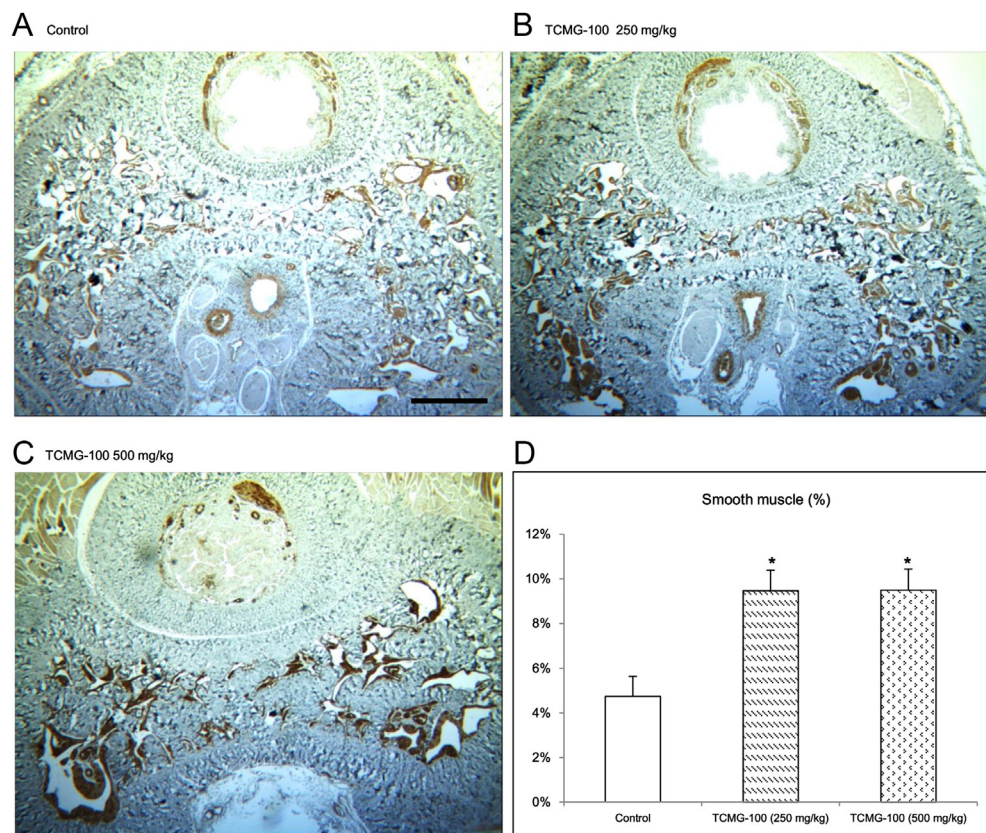 A Control
B TCMG-100 250 mg/kg
C TCMG-100 500 mg/kg
D
Smooth muscle (%)
12%
10%
8%
6%
4%
2%
0%
* *
Control TCMG-100 (250 mg/kg) TCMG-100 (500 mg/kg)